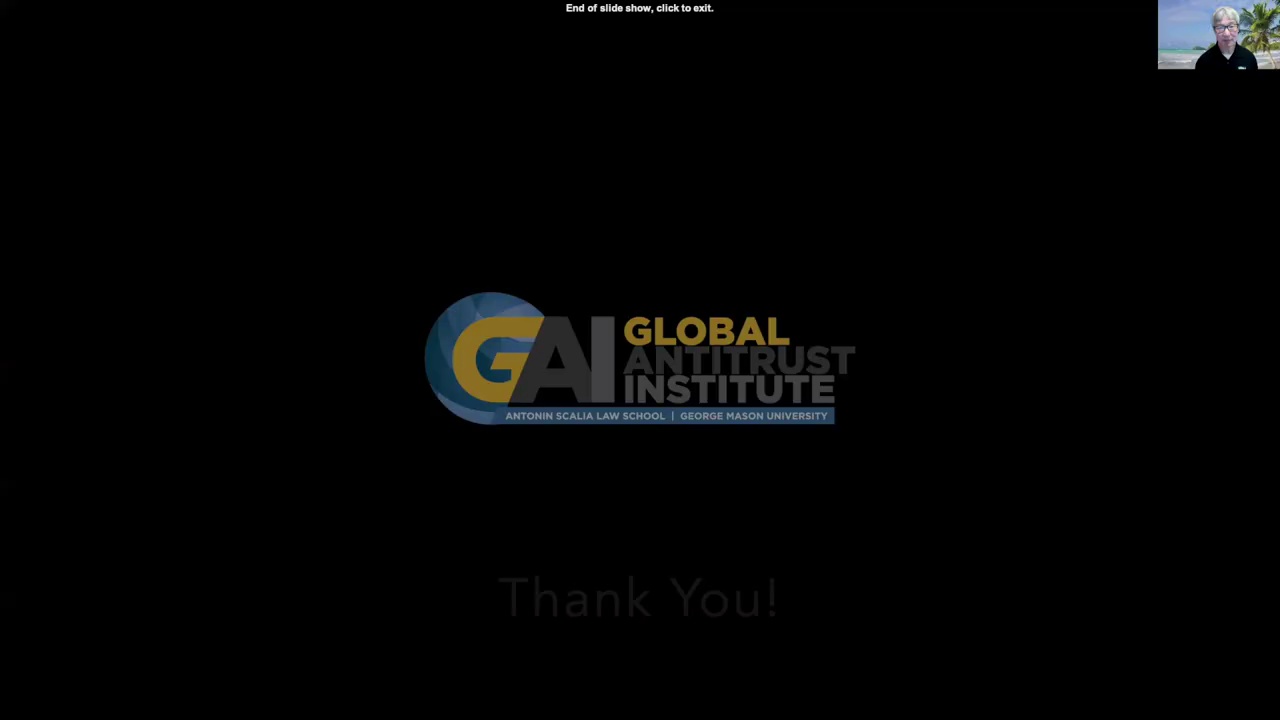 End of slide show, click to exit.
GAI
GLOBAL
ANTITRUST
INSTITUTE
ANTONIN SCALIA LAW SCHOOL | GEORGE MASON UNIVERSITY
Thank You!